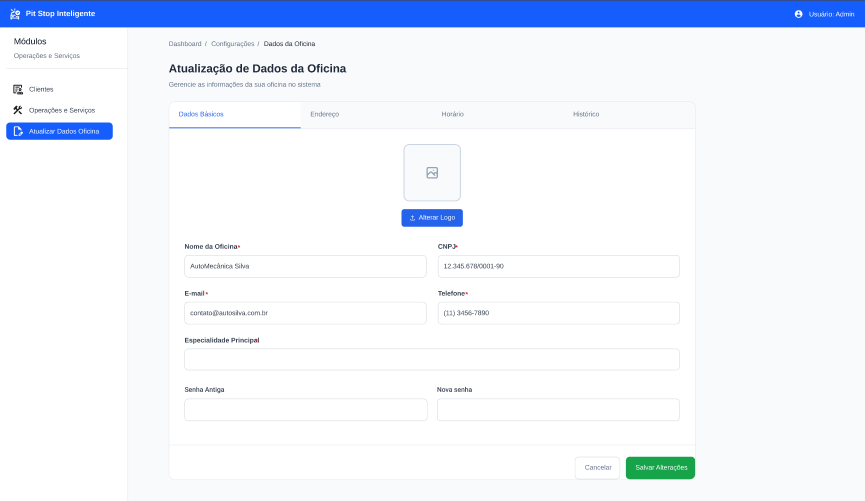 Pit Stop Inteligente
Usuário: Admin
Módulos
Operações e Serviços
Clientes
Operações e Serviços
Atualizar Dados Oficina
Dashboard / Configurações / Dados da Oficina
Atualização de Dados da Oficina
Gerencie as informações da sua oficina no sistema
Dados Básicos
Endereço
Horário
Histórico
Alterar Logo
Nome da Oficina*
CNPJ*
AutoMecânica Silva
12.345.678/0001-90
E-mail*
Telefone*
contato@autosilva.com.br
(11) 3456-7890
Especialidade Principal
Senha Antiga
Nova senha
Cancelar
Salvar Alterações